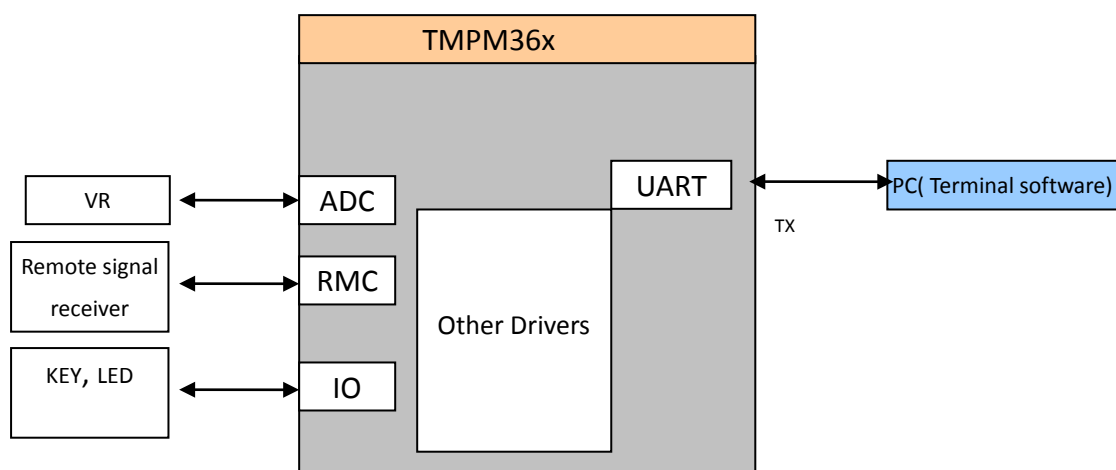 TMPM36x
VR
ADC
UART
PC( Terminal software)
TX
Remote signal
receiver
RMC
Other Drivers
KEY, LED
IO